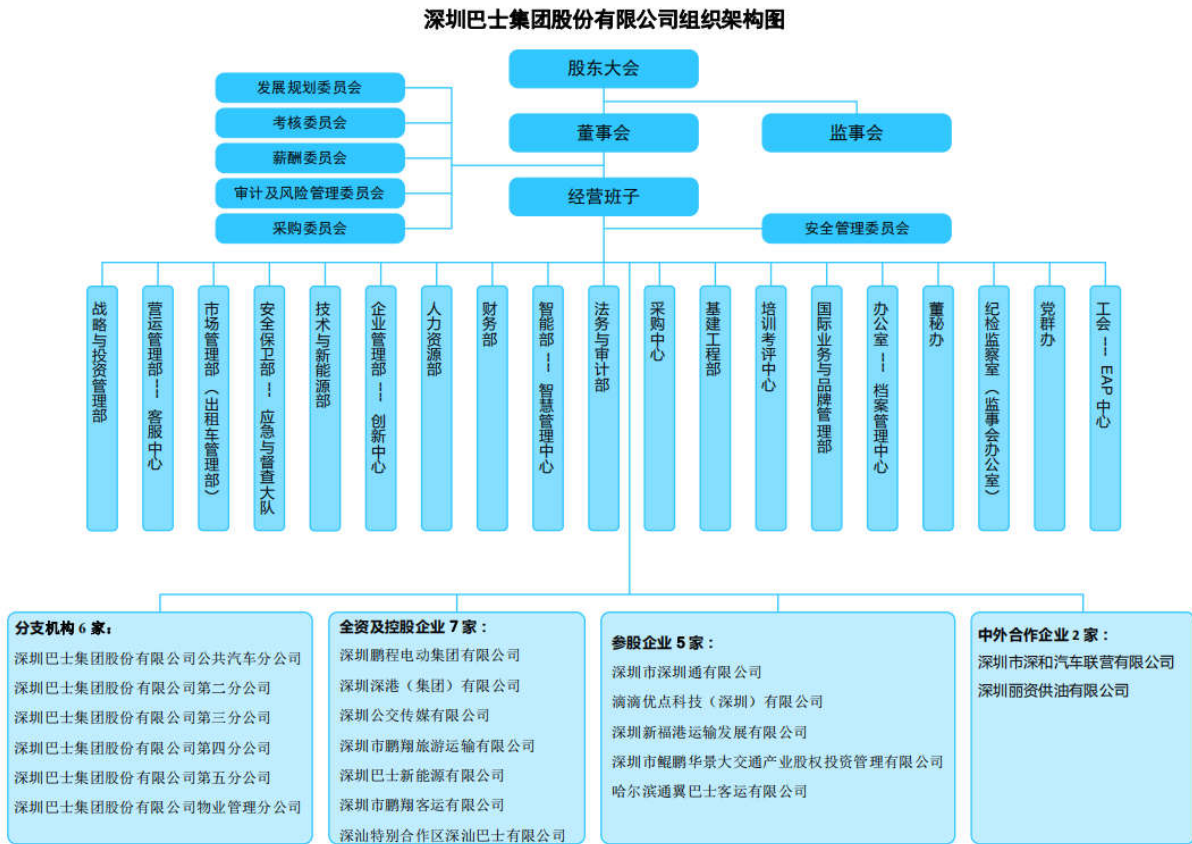 深圳巴士集团股份有限公司组织架构图
股东大会
发展规划委员会
考核委员会
董事会
监事会
薪酬委员会
审计及风险管理委员会
经营班子
采购委员会
安全管理委员会
战略与投资管理部
营运管理部---客服中心
市场管理部（出租车管理部）
安全保卫部---应急与督查大队
技术与新能源部
企业管理部---创新中心
人力资源部
财务部
智能部---智慧管理中心
法务与审计部
采购中心
基建工程部
培训考评中心
国际业务与品牌管理部
办公室---档案管理中心
董秘办
纪检监察室（监事会办公室）
党群办
工会---EAP中心
分支机构6家：
深圳巴士集团股份有限公司公共汽车分公司
深圳巴士集团股份有限公司第二分公司
深圳巴士集团股份有限公司第三分公司
深圳巴士集团股份有限公司第四分公司
深圳巴士集团股份有限公司第五分公司
深圳巴士集团股份有限公司物业管理分公司
全资及控股企业7家：
深圳鹏程电动集团有限公司
深圳深港（集团）有限公司
深圳公交传媒有限公司
深圳市鹏翔旅游运输有限公司
深圳巴士新能源有限公司
深圳市鹏翔客运有限公司
深汕特别合作区深汕巴士有限公司
参股企业5家：
深圳市深圳通有限公司
滴滴优点科技（深圳）有限公司
深圳新福港运输发展有限公司
深圳市鲲鹏华景大交通产业股权投资管理有限公司
哈尔滨通翼巴士客运有限公司
中外合作企业2家：
深圳市深和汽车联营有限公司
深圳丽资供油有限公司